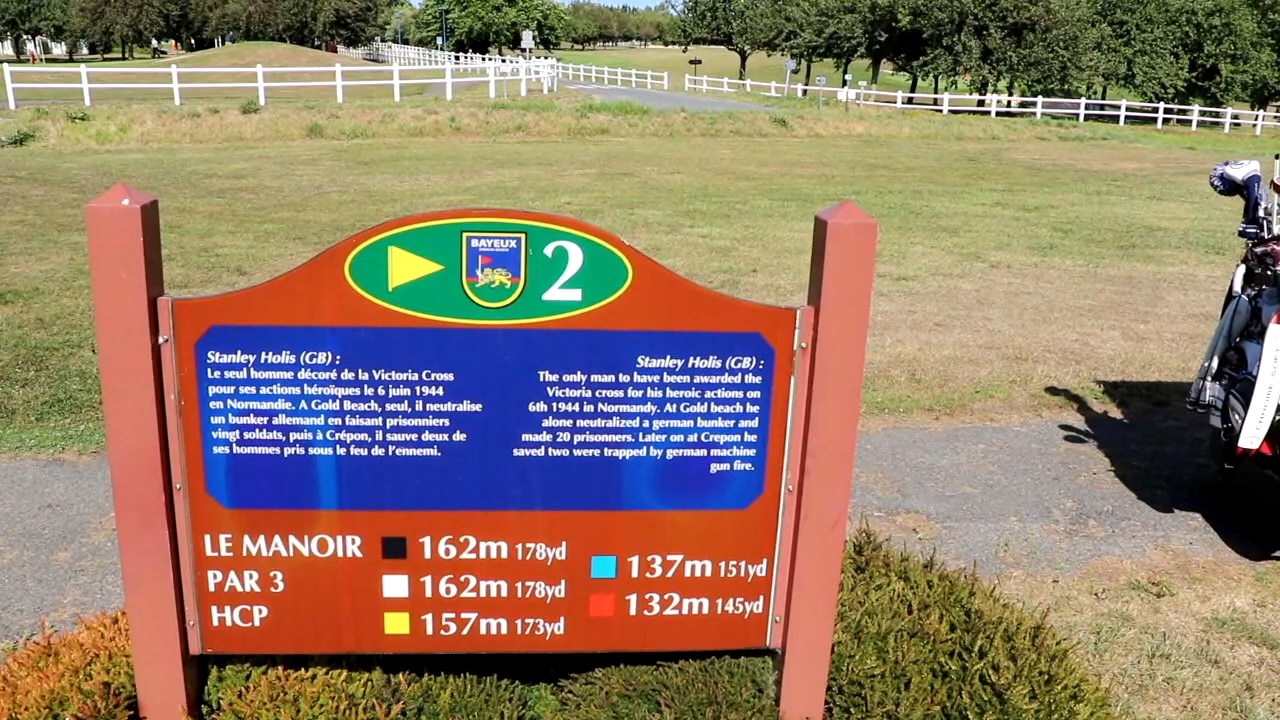 BAYEUX
2
Stanley Holis (GB) :
Le seul homme décoré de la Victoria Cross
pour ses actions héroïques le 6 juin 1944
en Normandie. A Gold Beach, seul, il neutralise
un bunker allemand en faisant prisonniers
vingt soldats, puis à Crépon, il sauve deux de
ses hommes pris sous le feu de l'ennemi.
Stanley Holis (GB) :
The only man to have been awarded the
Victoria cross for his heroic actions on
6th 1944 in Normandy. At Gold beach he
alone neutralized a german bunker and
made 20 prisonners. Later on at Crepon he
saved two were trapped by german machine
gun fire.
LE MANOIR
PAR 3
HCP
162m 178yd
162m 178yd
157m 173yd
137m 151yd
132m 145yd